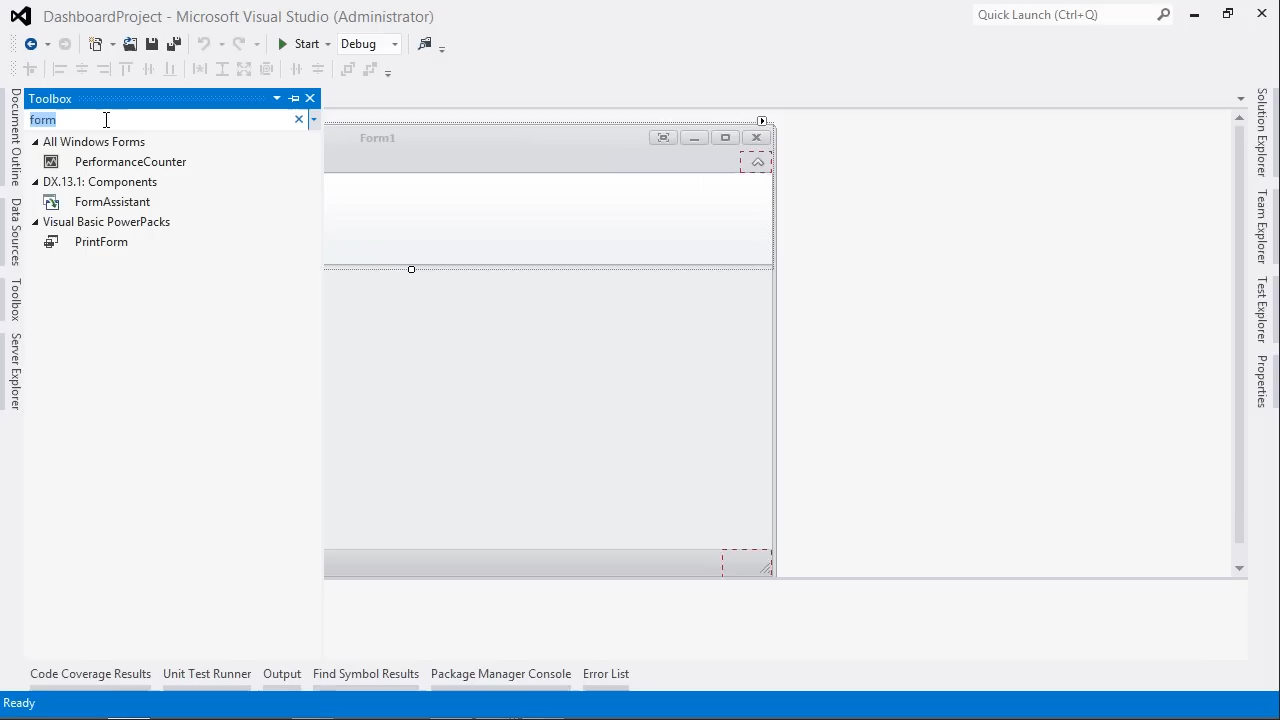 DashboardProject - Microsoft Visual Studio (Administrator)
Quick Launch (Ctrl+Q)
Start
Debug
Toolbox
form
All Windows Forms
PerformanceCounter
DX.13.1: Components
FormAssistant
Visual Basic PowerPacks
PrintForm
Form1
Document Outline
Data Sources
Toolbox
Server Explorer
Solution Explorer
Team Explorer
Test Explorer
Properties
Code Coverage Results
Unit Test Runner
Output
Find Symbol Results
Package Manager Console
Error List
Ready